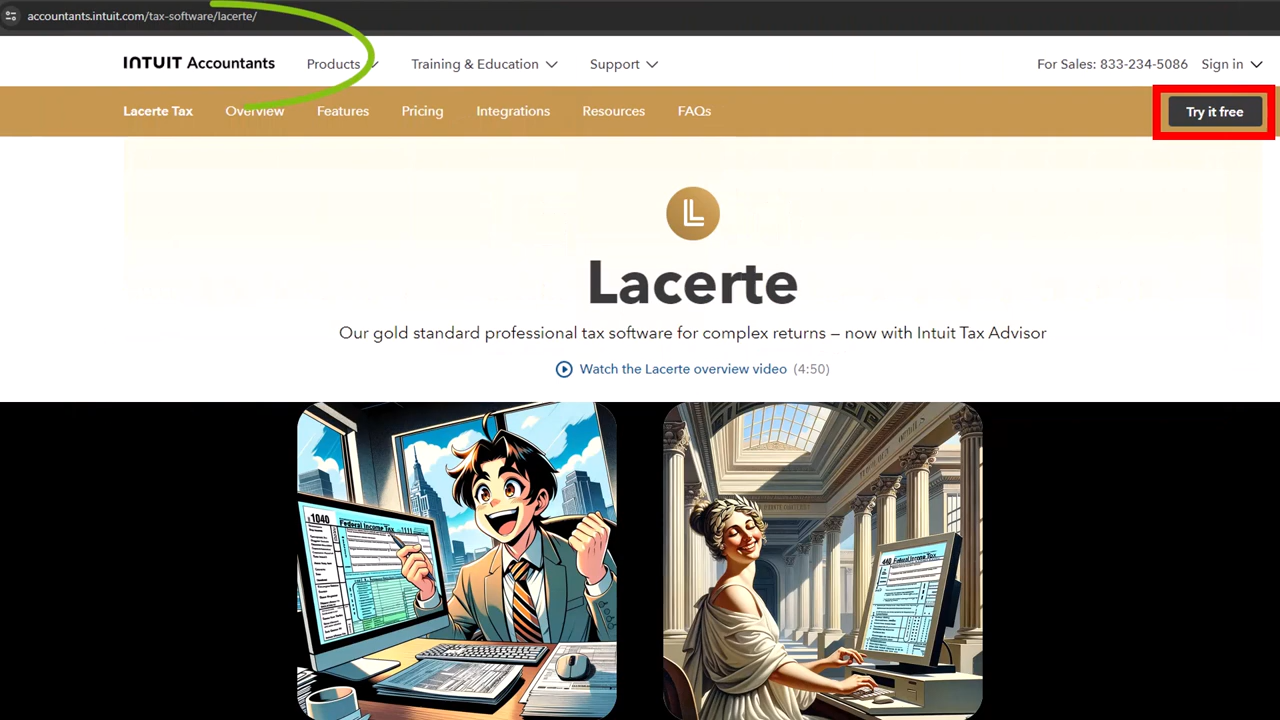 accountants.intuit.com/tax-software/lacerte/
INTUIT Accountants Products Training & Education Support For Sales: 833-234-5086 Sign in
Lacerte Tax Overview Features Pricing Integrations Resources FAQs Try it free
Lacerte
Our gold standard professional tax software for complex returns – now with Intuit Tax Advisor
Watch the Lacerte overview video (4:50)
1040 Federal Income Tax
440 Federal Income Tax